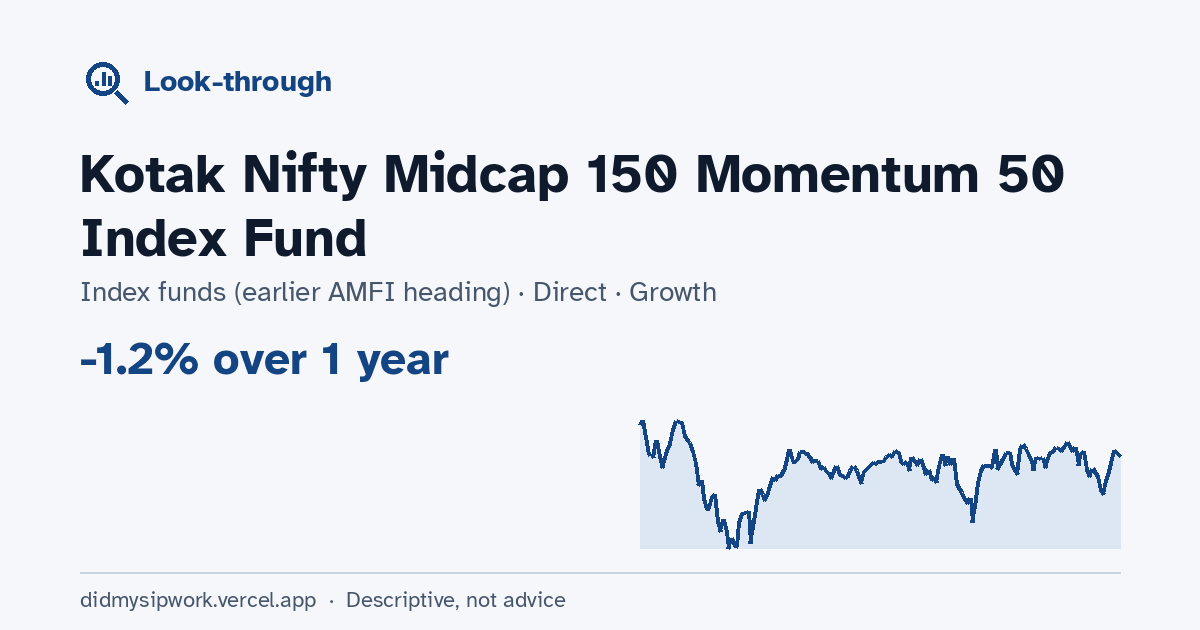 Look-through
Kotak Nifty Midcap 150 Momentum 50
Index Fund
Index funds (earlier AMFI heading) · Direct · Growth
-1.2% over 1 year
didmysipwork.vercel.app · Descriptive, not advice